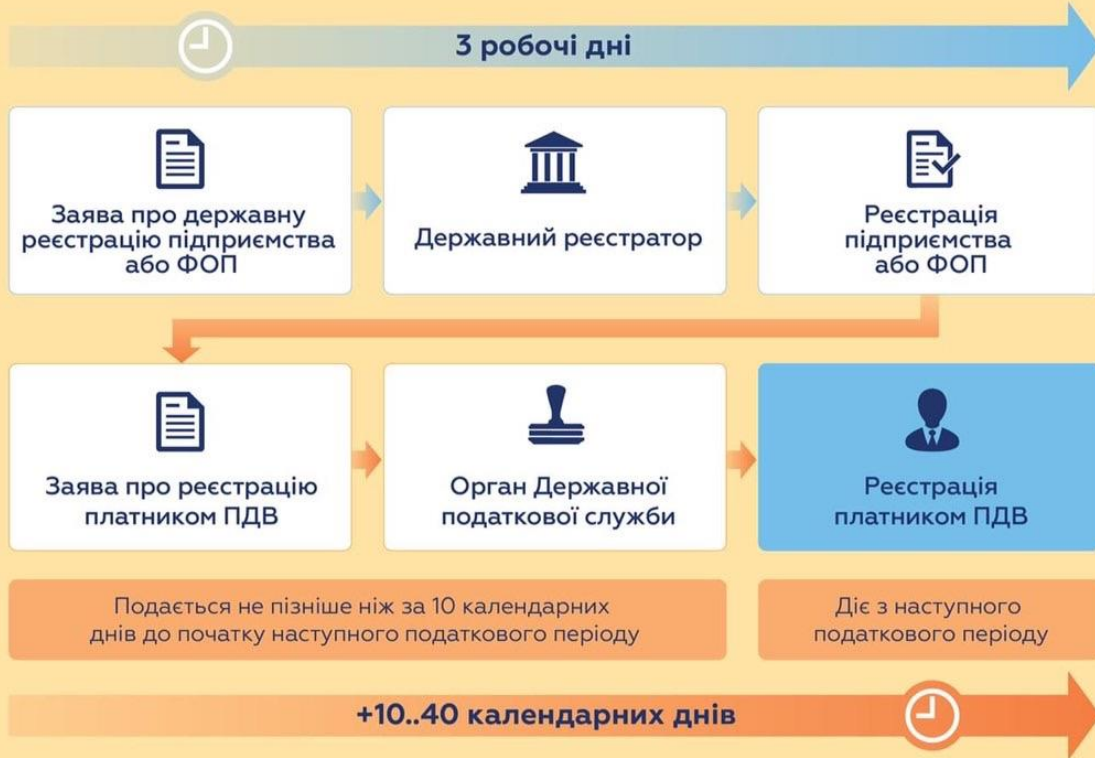 3 робочі дні
Заява про державну
реєстрацію підприємства
або ФОП
Державний реєстратор
Реєстрація
підприємства
або ФОП
Заява про реєстрацію
платником ПДВ
Орган Державної
податкової служби
Реєстрація
платником ПДВ
Подається не пізніше ніж за 10 календарних
днів до початку наступного податкового періоду
Діє з наступного
податкового періоду
+10..40 календарних днів